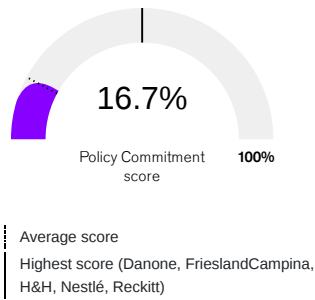 16.7%
Policy Commitment 100%
score
Average score
Highest score (Danone, FrieslandCampina,
H&H, Nestlé, Reckitt)